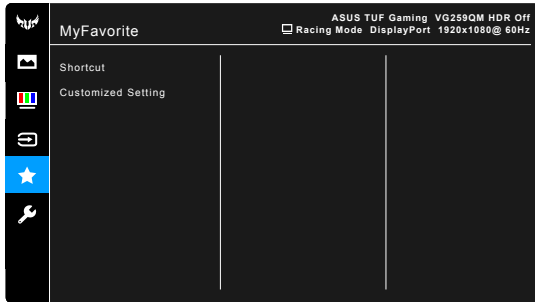 MyFavorite
ASUS TUF Gaming VG259QM HDR Off
Racing Mode DisplayPort 1920x1080@ 60Hz
Shortcut
Customized Setting